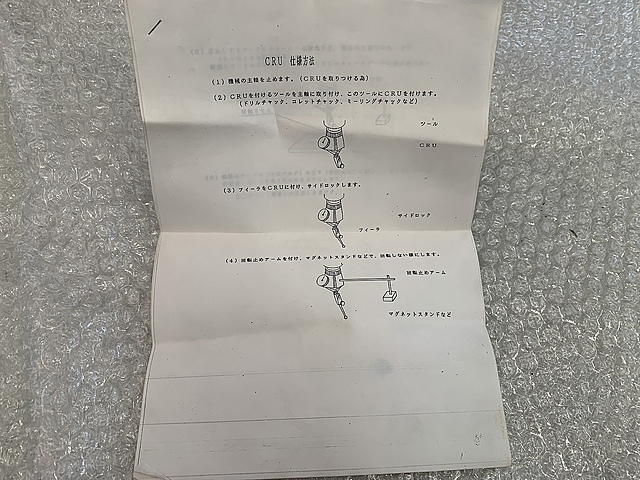 CRU 仕様方法
(1) 機械の主軸を止めます。(CRUを取りつける為)
(2) CRUを付けるツールを主軸に取り付け、このツールにCRUを付けます。
(ドリルチャック、コレットチャック、ミーリングチャックなど)
ツール
CRU
(3) フィーラをCRUに付け、サイドロックします。
サイドロック
フィーラ
(4) 回転止めアームを付け、マグネットスタンドなどで、回転しない様にします。
回転止めアーム
マグネットスタンドなど